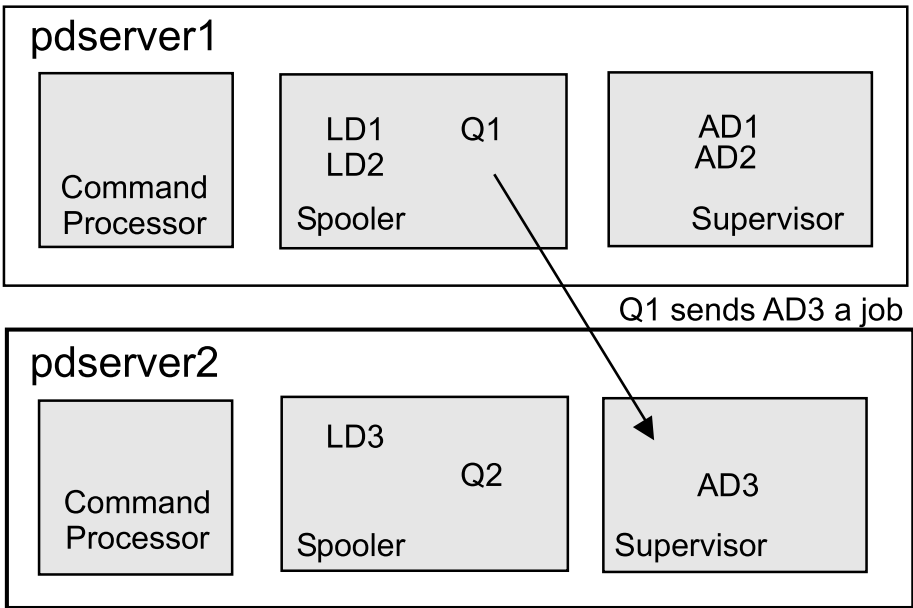 pdserver1
Command
Processor
LD1 Q1
LD2
Spooler
AD1
AD2
Supervisor
Q1 sends AD3 a job
pdserver2
Command
Processor
LD3
Q2
Spooler
AD3
Supervisor